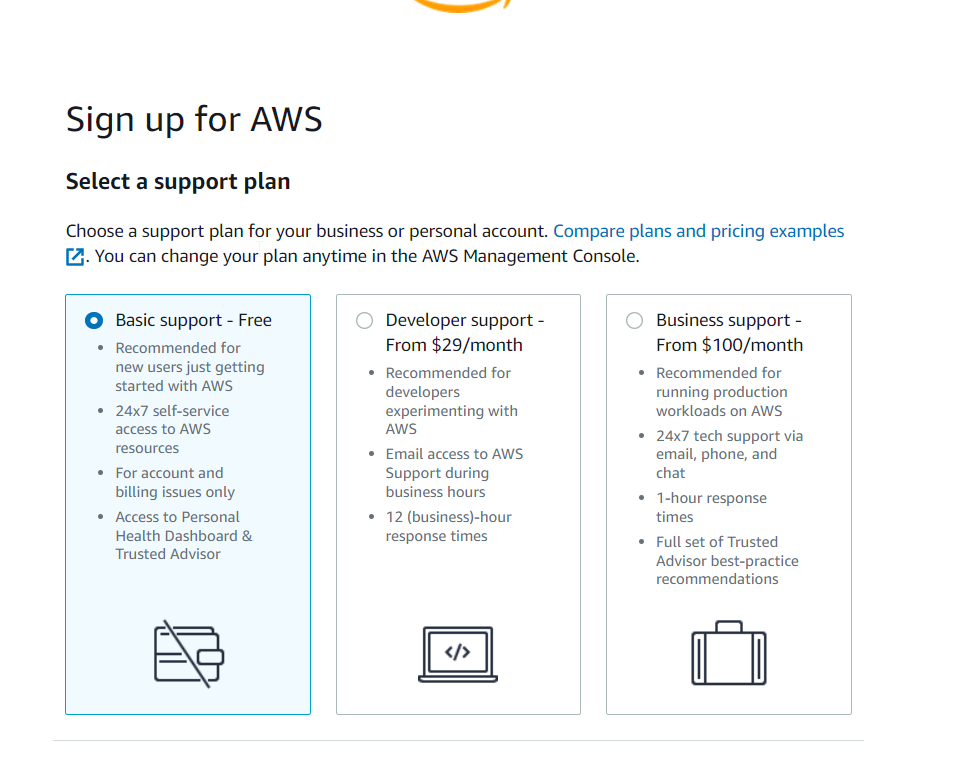 Sign up for AWS
Select a support plan
Choose a support plan for your business or personal account. Compare plans and pricing examples
. You can change your plan anytime in the AWS Management Console.
Basic support - Free
• Recommended for
new users just getting
started with AWS
• 24x7 self-service
access to AWS
resources
• For account and
billing issues only
• Access to Personal
Health Dashboard &
Trusted Advisor
Developer support -
From $29/month
• Recommended for
developers
experimenting with
AWS
• Email access to AWS
Support during
business hours
• 12 (business)-hour
response times
</>
Business support -
From $100/month
• Recommended for
running production
workloads on AWS
• 24x7 tech support via
email, phone, and
chat
• 1-hour response
times
• Full set of Trusted
Advisor best-practice
recommendations